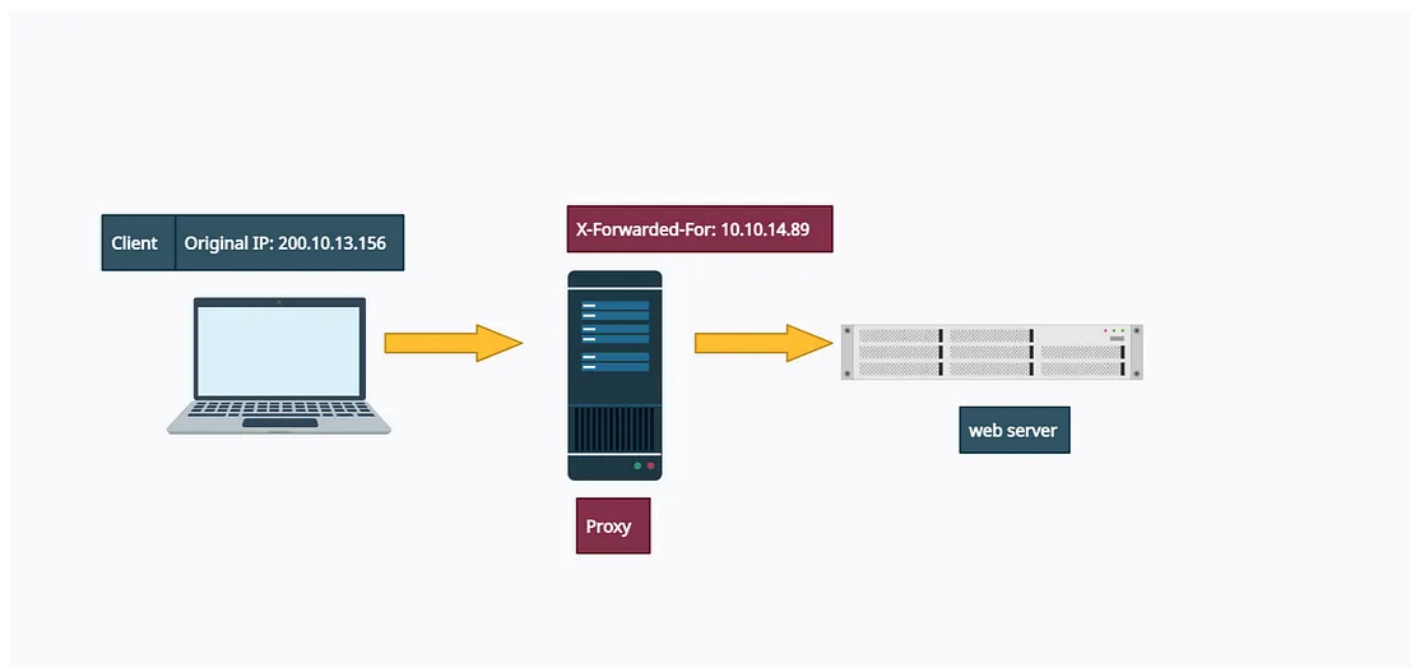 Client
Original IP: 200.10.13.156
X-Forwarded-For: 10.10.14.89
web server
Proxy